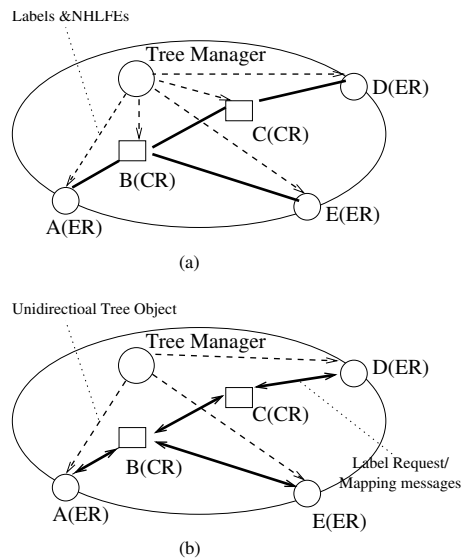 Labels &NHLFEs
Tree Manager
D(ER)
C(CR)
B(CR)
E(ER)
A(ER)
(a)
Unidirectioal Tree Object
Tree Manager
D(ER)
C(CR)
B(CR)
Label Request/
Mapping messages
A(ER)
E(ER)
(b)